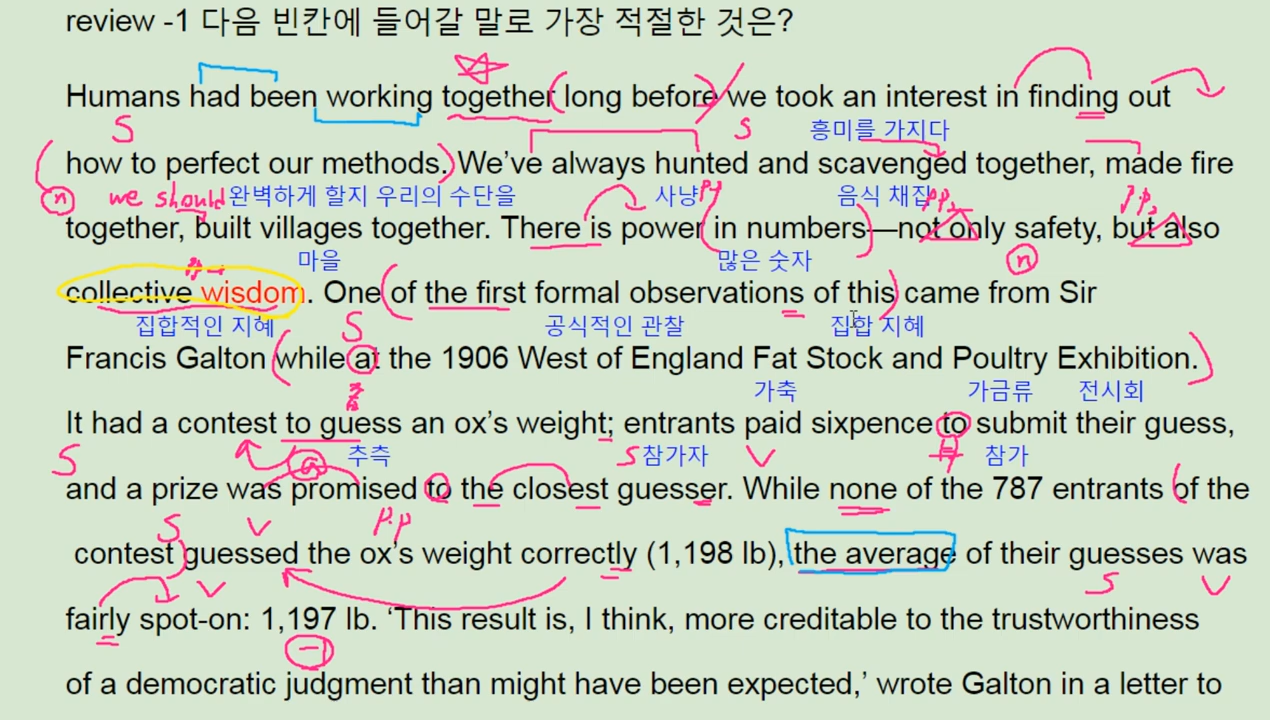 review -1 다음 빈칸에 들어갈 말로 가장 적절한 것은?
Humans had been working together long before we took an interest in finding out
S
S
흥미를 가지다
how to perfect our methods. We've always hunted and scavenged together, made fire
n we should 완벽하게 할지 우리의 수단을 사냥 음식 채집
together, built villages together. There is power in numbers—not only safety, but also
마을 많은 숫자 n
collective wisdom. One of the first formal observations of this came from Sir
집합적인 지혜 S 공식적인 관찰 집합 지혜
Francis Galton while at the 1906 West of England Fat Stock and Poultry Exhibition.
가축 가금류 전시회
It had a contest to guess an ox's weight; entrants paid sixpence to submit their guess,
S 추측 S 참가자 V 참가
and a prize was promised to the closest guesser. While none of the 787 entrants of the
S V p.p
contest guessed the ox's weight correctly (1,198 lb), the average of their guesses was
V S V
fairly spot-on: 1,197 lb. 'This result is, I think, more creditable to the trustworthiness
of a democratic judgment than might have been expected,' wrote Galton in a letter to